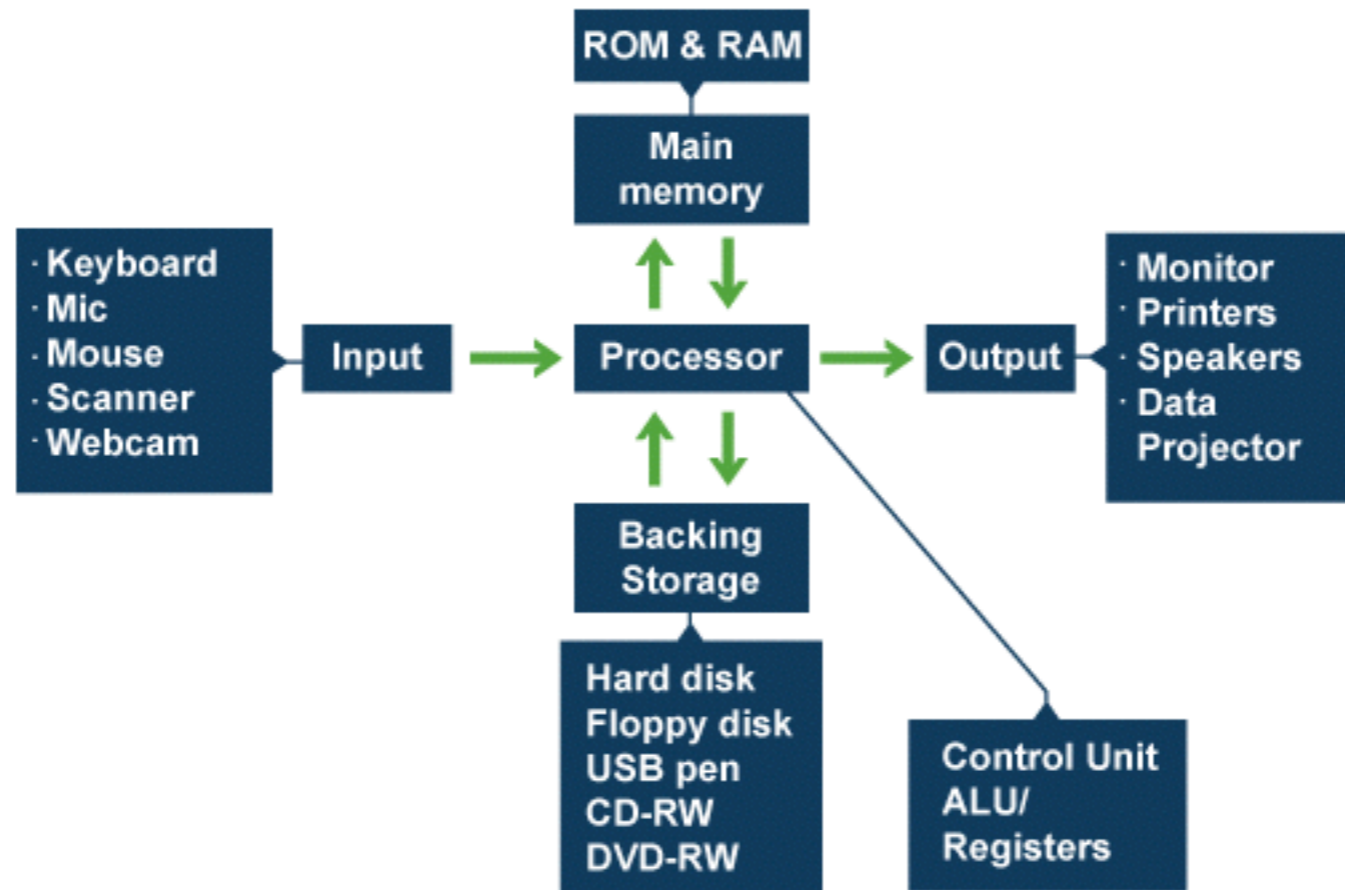 ROM & RAM
Main
memory
· Keyboard
· Mic
· Mouse
· Scanner
· Webcam
Input
Processor
Output
· Monitor
· Printers
· Speakers
· Data
Projector
Backing
Storage
Hard disk
Floppy disk
USB pen
CD-RW
DVD-RW
Control Unit
ALU/
Registers